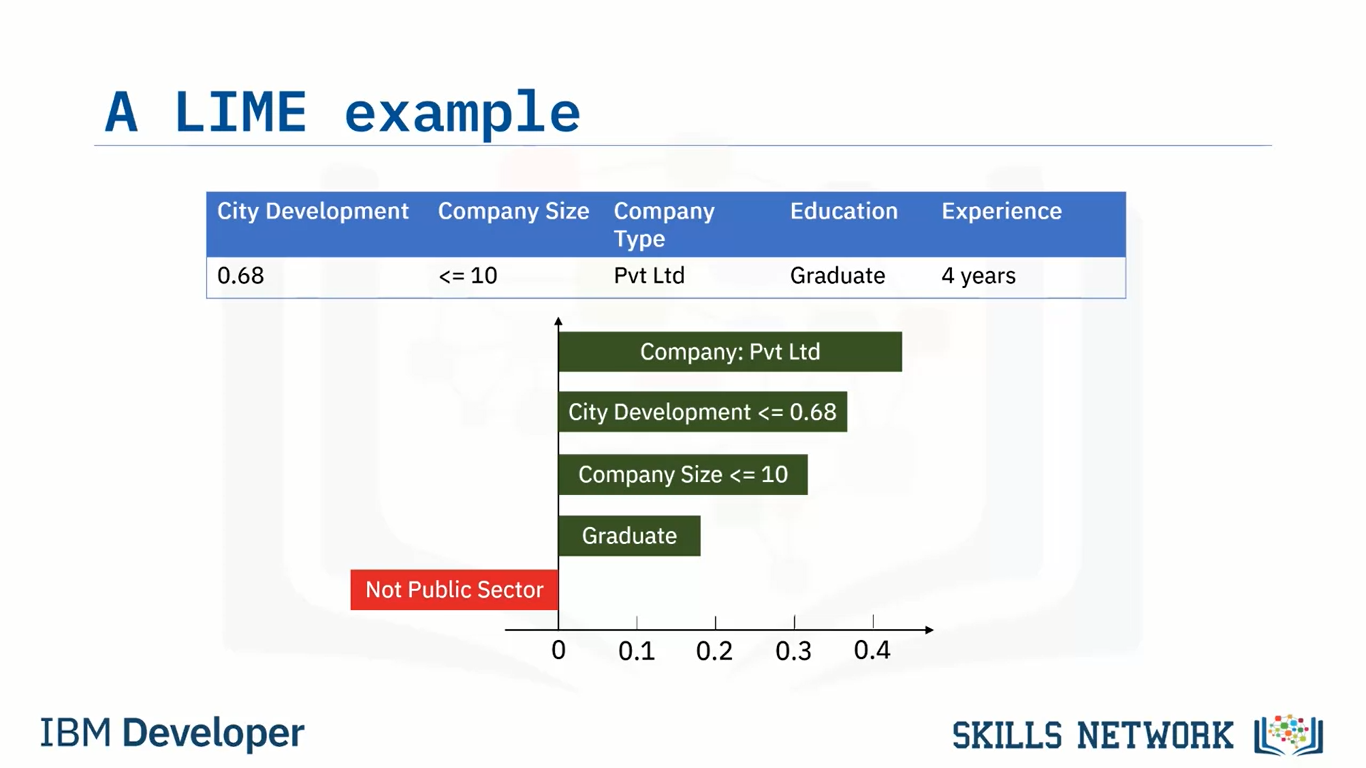 A LIME example
City Development Company Size Company Type Education Experience
0.68 <= 10 Pvt Ltd Graduate 4 years
Company: Pvt Ltd
City Development <= 0.68
Company Size <= 10
Graduate
Not Public Sector
0 0.1 0.2 0.3 0.4
IBM Developer
SKILLS NETWORK